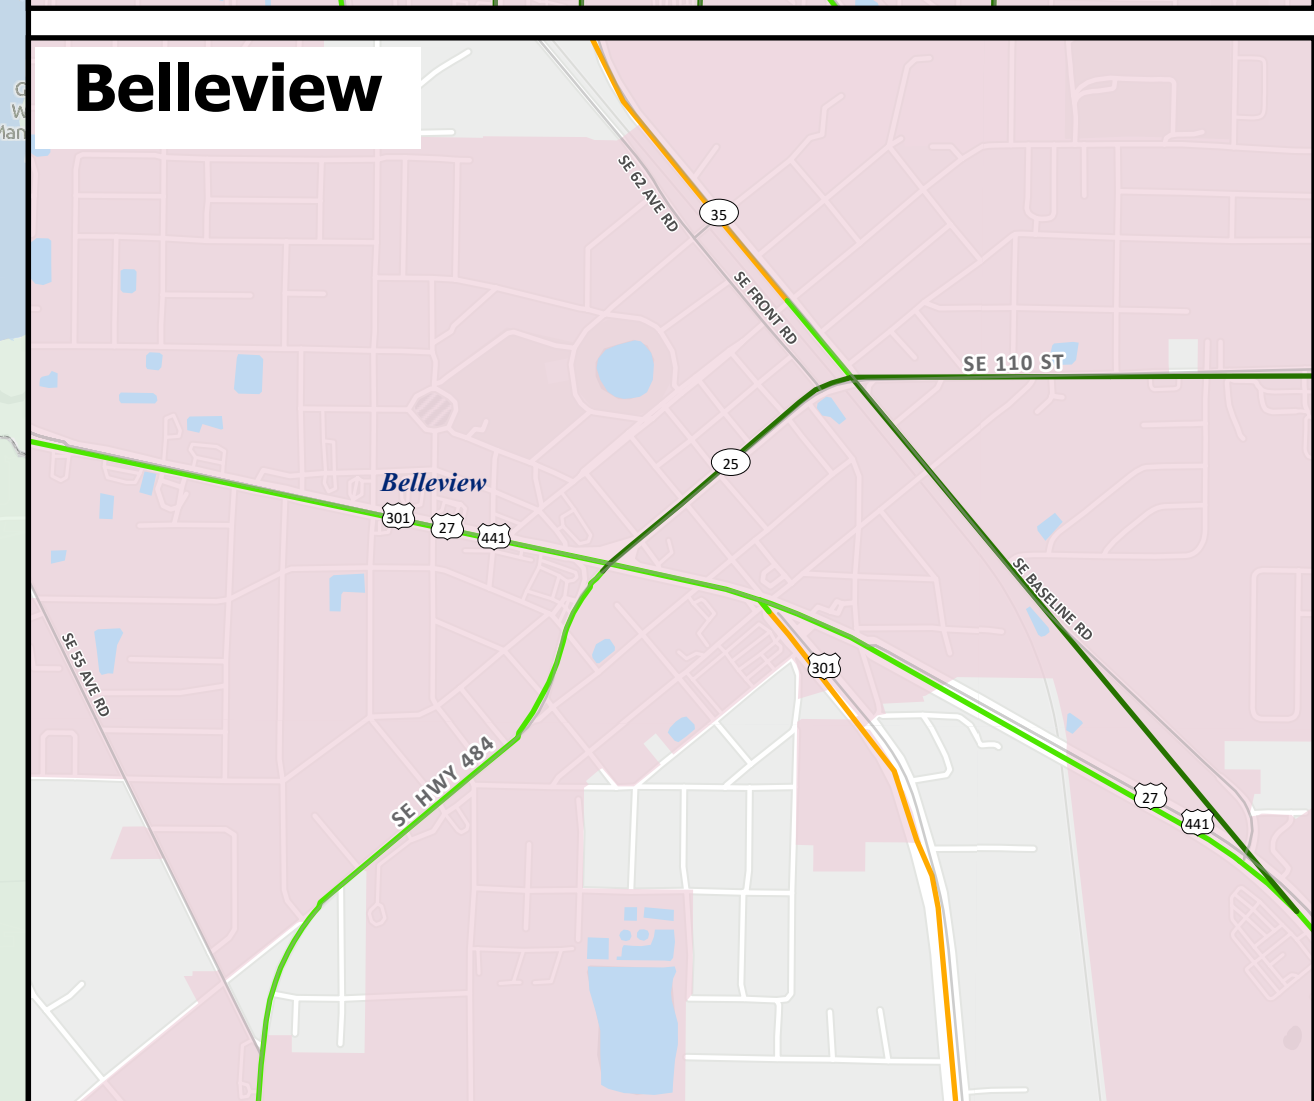 Belleview
SE 62 AVE RD
35
SE FRONT RD
SE 110 ST
25
Belleview
301
27
441
SE BASELINE RD
SE 55 AVE RD
301
SE HWY 484
27
441